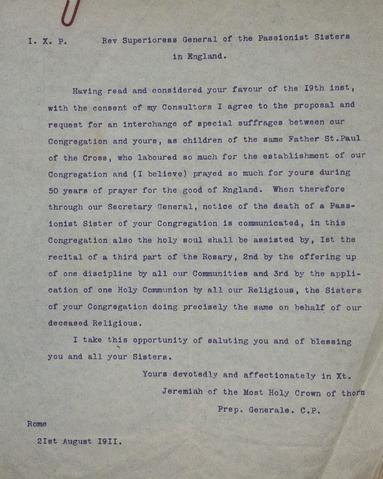 I. X. P. Rev Superioress General of the Passionist Sisters
in England.
Having read and considered your favour of the I9th inst,
with the consent of my Consultors I agree to the proposal and
request for an interchange of special suffrages between our
Congregation and yours, as children of the same Father St.Paul
of the Cross, who laboured so much for the establishment of our
Congregation and (I believe) prayed so much for yours during
50 years of prayer for the good of England. When therefore
through our Secretary General, notice of the death of a Pass-
ionist Sister of your Congregation is communicated, in this
Congregation also the holy soul shall be assisted by, Ist the
recital of a third part of the Rosary, 2nd by the offering up
of one discipline by all our Communities and 3rd by the appli-
cation of one Holy Communion by all our Religious, the Sisters
of your Congregation doing precisely the same on behalf of our
deceased Religious.
I take this opportunity of saluting you and of blessing
you and all your Sisters.
Yours devotedly and affectionately in Xt.
Jeremiah of the Most Holy Crown of thorn
Prep. Generale. C.P.
Rome
2Ist August I9II.